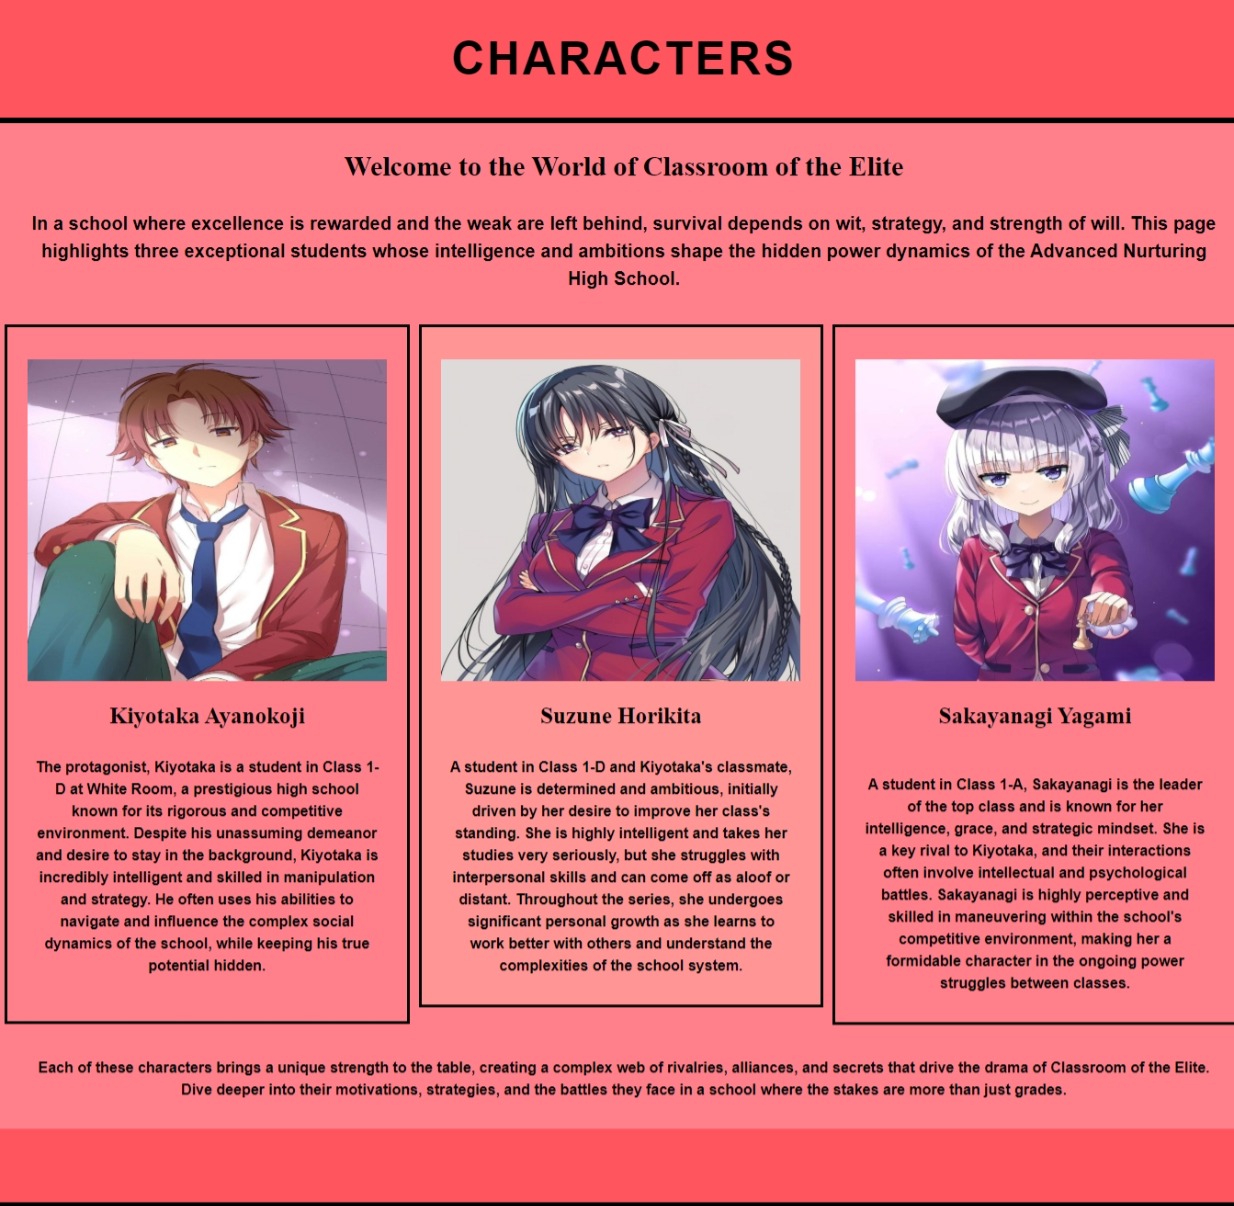 CHARACTERS
Welcome to the World of Classroom of the Elite
In a school where excellence is rewarded and the weak are left behind, survival depends on wit, strategy, and strength of will. This page
highlights three exceptional students whose intelligence and ambitions shape the hidden power dynamics of the Advanced Nurturing
High School.
Kiyotaka Ayanokoji
The protagonist, Kiyotaka is a student in Class 1-
D at White Room, a prestigious high school
known for its rigorous and competitive
environment. Despite his unassuming demeanor
and desire to stay in the background, Kiyotaka is
incredibly intelligent and skilled in manipulation
and strategy. He often uses his abilities to
navigate and influence the complex social
dynamics of the school, while keeping his true
potential hidden.
Suzune Horikita
A student in Class 1-D and Kiyotaka's classmate,
Suzune is determined and ambitious, initially
driven by her desire to improve her class's
standing. She is highly intelligent and takes her
studies very seriously, but she struggles with
interpersonal skills and can come off as aloof or
distant. Throughout the series, she undergoes
significant personal growth as she learns to
work better with others and understand the
complexities of the school system.
Sakayanagi Yagami
A student in Class 1-A, Sakayanagi is the leader
of the top class and is known for her
intelligence, grace, and strategic mindset. She is
a key rival to Kiyotaka, and their interactions
often involve intellectual and psychological
battles. Sakayanagi is highly perceptive and
skilled in maneuvering within the school's
competitive environment, making her a
formidable character in the ongoing power
struggles between classes.
Each of these characters brings a unique strength to the table, creating a complex web of rivalries, alliances, and secrets that drive the drama of Classroom of the Elite.
Dive deeper into their motivations, strategies, and the battles they face in a school where the stakes are more than just grades.